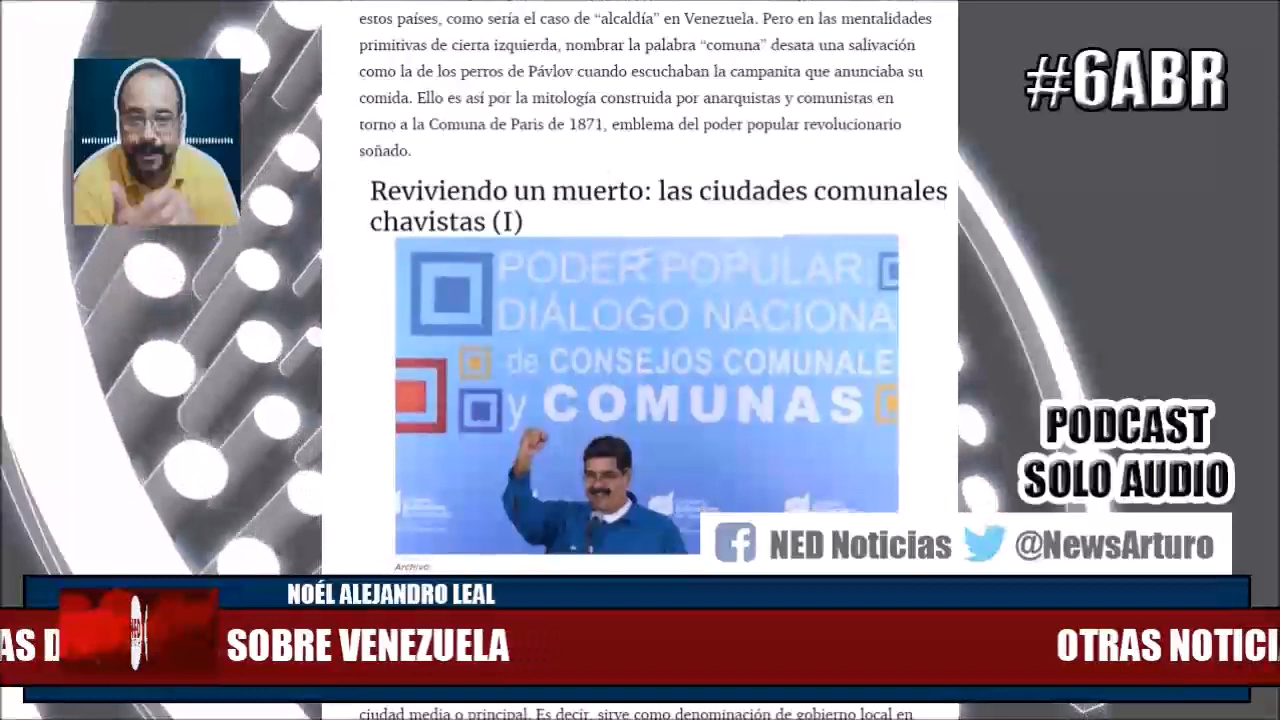 estos países, como sería el caso de “alcaldía” en Venezuela. Pero en las mentalidades
primitivas de cierta izquierda, nombrar la palabra “comuna” desata una salivación
como la de los perros de Pávlov cuando escuchaban la campanita que anunciaba su
comida. Ello es así por la mitología construida por anarquistas y comunistas en
torno a la Comuna de Paris de 1871, emblema del poder popular revolucionario
soñado.
#6ABR
Reviviendo un muerto: las ciudades comunales
chavistas (I)
PODER POPULAR
DIÁLOGO NACIONA
de CONSEJOS COMUNALE
y COMUNAS
PODCAST
SOLO AUDIO
NED Noticias @NewsArturo
Archivo
NOÉL ALEJANDRO LEAL
AS D
SOBRE VENEZUELA
OTRAS NOTICI
ciudad media o principal. Es decir, sirve como denominación de gobierno local en